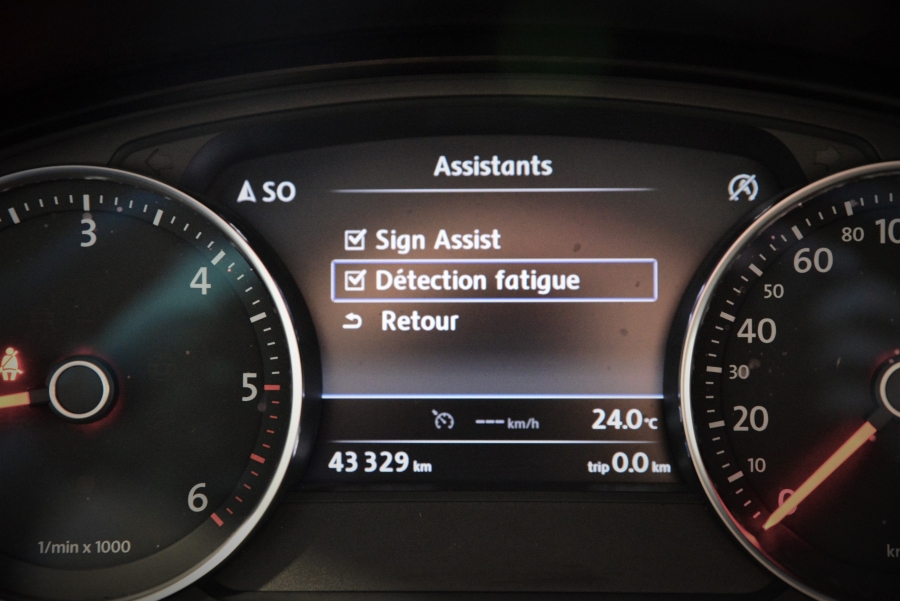 Assistants
SO
Sign Assist
Détection fatigue
Retour
--- km/h
24.0°C
43 329 km
trip 0.0 km
3
4
5
6
1/min x 1000
0
10
20
30
40
50
60
80